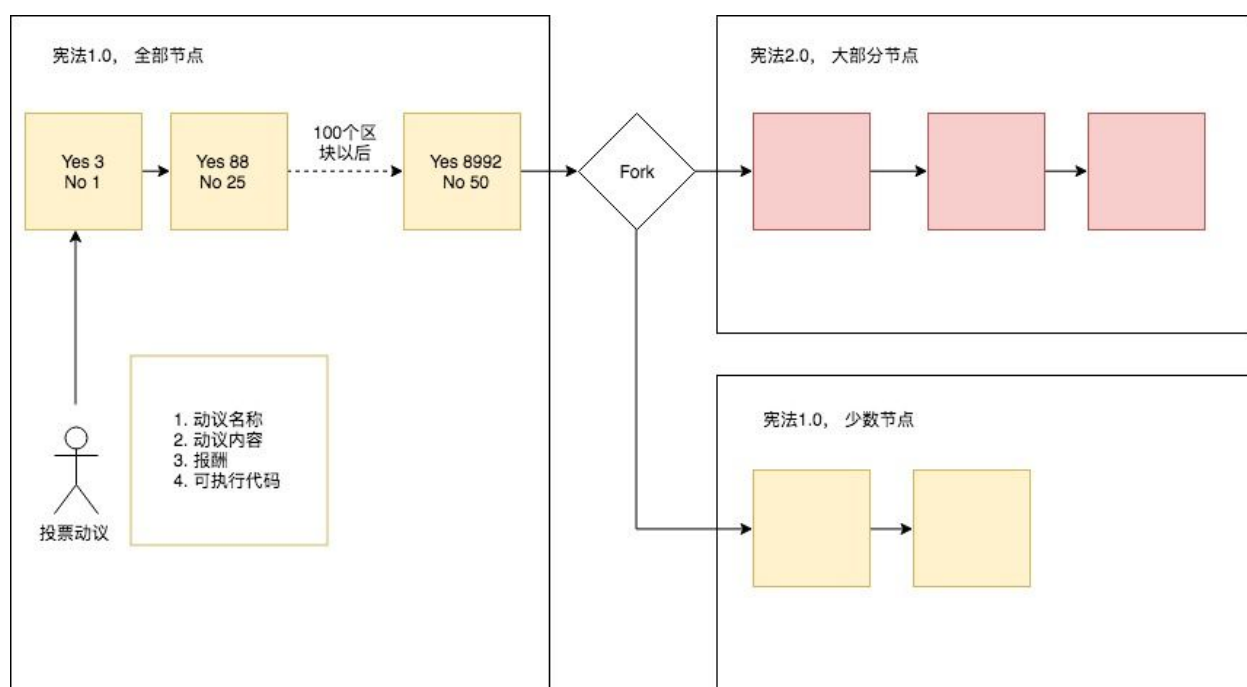 宪法1.0， 全部节点
Yes 3
No 1
Yes 88
No 25
100个区
块以后
Yes 8992
No 50
Fork
宪法2.0， 大部分节点
1. 动议名称
2. 动议内容
3. 报酬
4. 可执行代码
投票动议
宪法1.0， 少数节点